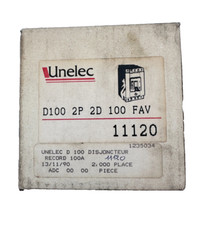 Unelec
D100 2P 2D 100 FAV
11120
1235034
UNELEC D 100 DISJONCTEUR
RECORD 100A
1120
13/11/90 2.000 PLACE
ADC 00 00 PIECE